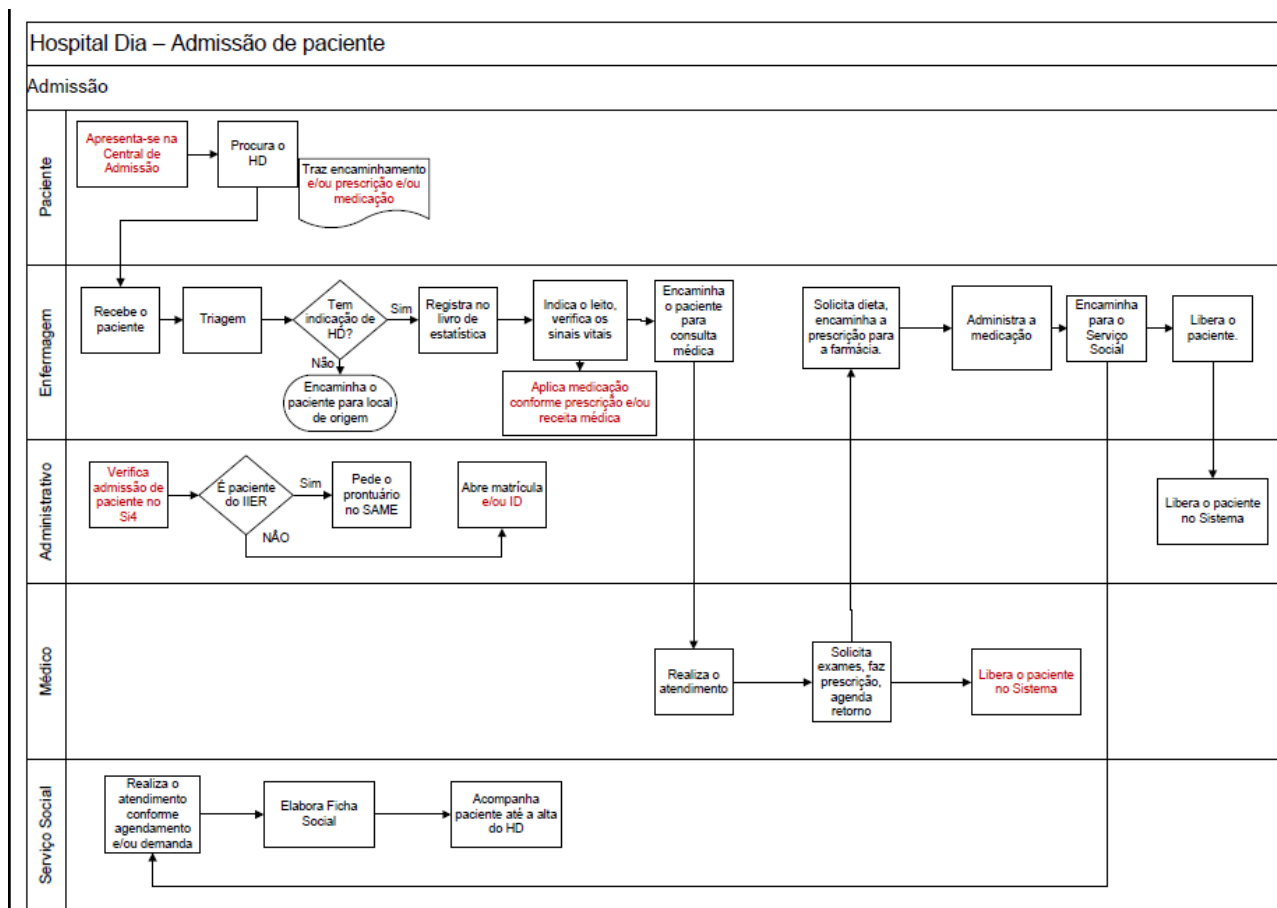 Hospital Dia – Admissão de paciente
Admissão
Paciente
Apresenta-se na
Central de
Admissão
Procura o
HD
Traz encaminhamento
e/ou prescrição e/ou
medicação
Enfermagem
Recebe o
paciente
Triagem
Tem
indicação de
HD?
Sim
Não
Encaminha o
paciente para local
de origem
Registra no
livro de
estatística
Indica o leito,
verifica os
sinais vitais
Aplica medicação
conforme prescrição e/ou
receita médica
Encaminha
o paciente
para
consulta
médica
Solicita dieta,
encaminha a
prescrição para
a farmácia.
Administra a
medicação
Encaminha
para o
Serviço
Social
Libera o
paciente.
Administrativo
Verifica
admissão de
paciente no
Si4
É paciente
do IIER
Sim
NÃO
Pede o
prontuário
no SAME
Abre matrícula
e/ou ID
Libera o paciente
no Sistema
Médico
Realiza o
atendimento
Solicita
exames, faz
prescrição,
agenda
retorno
Libera o paciente
no Sistema
Serviço Social
Realiza o
atendimento
conforme
agendamento
e/ou demanda
Elabora Ficha
Social
Acompanha
paciente até a alta
do HD